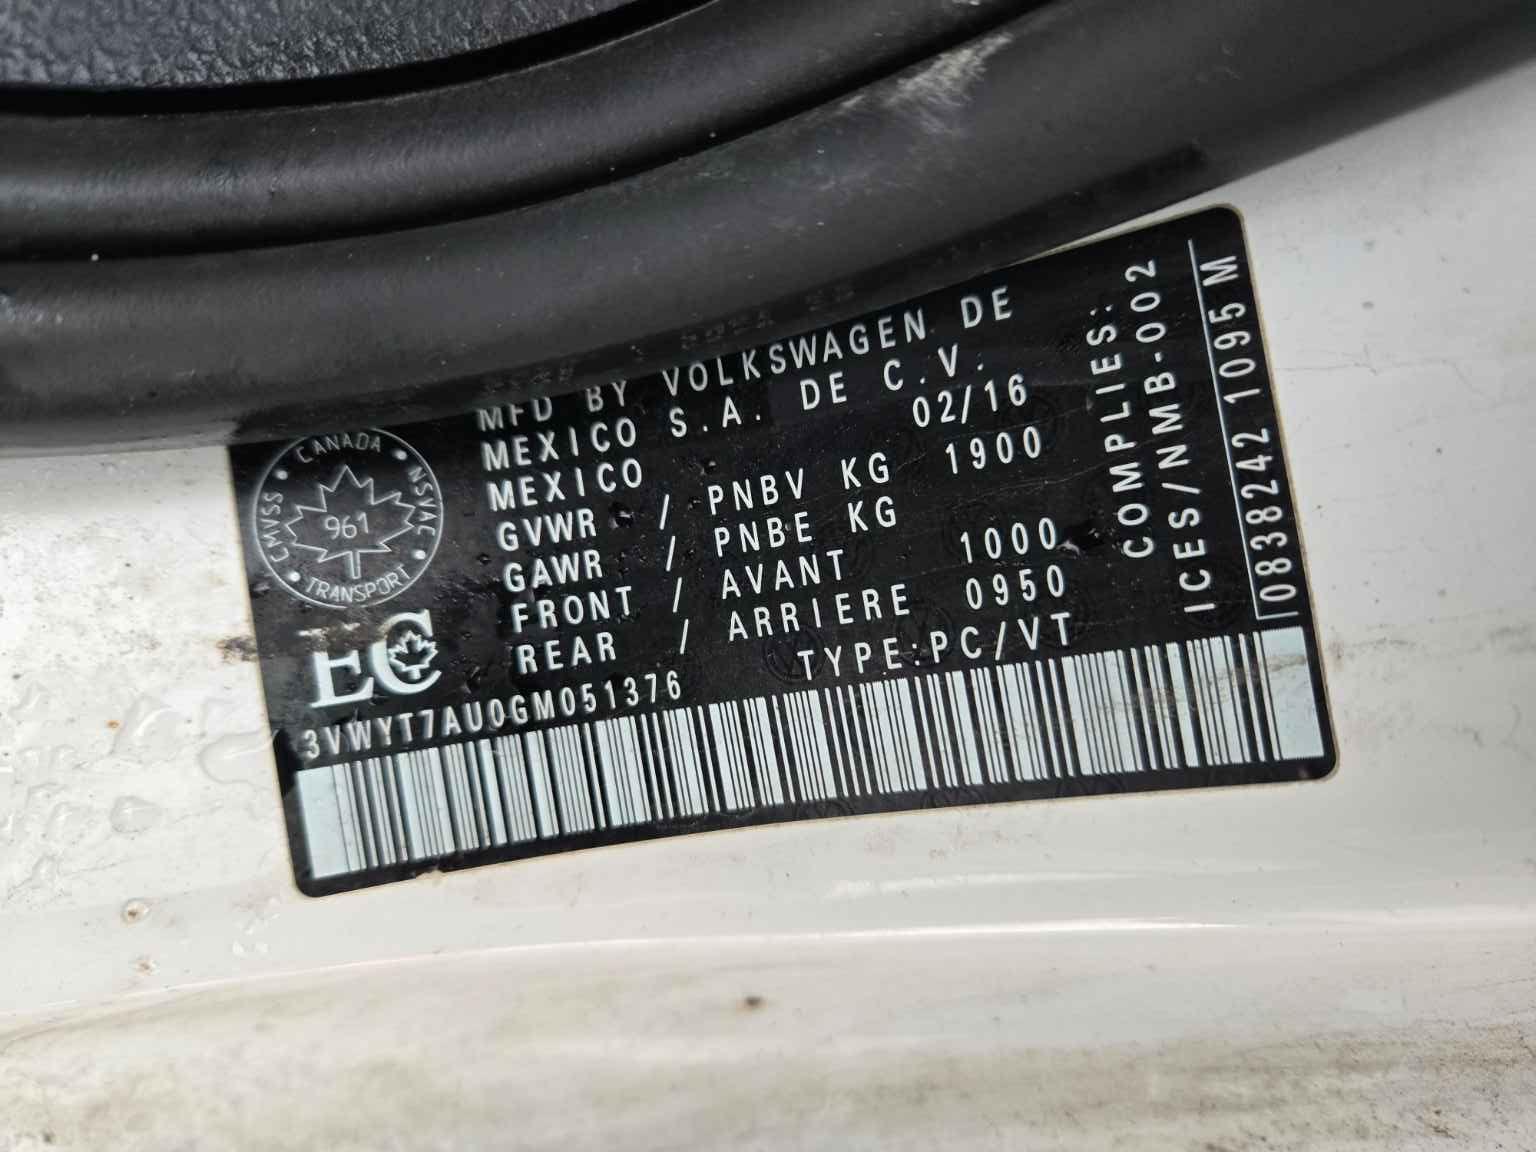 MFD BY VOLKSWAGEN DE
MEXICO S.A. DE C.V.
MEXICO 02/16
GVWR / PNBV KG 1900
GAWR / PNBE KG
FRONT / AVANT 1000
REAR / ARRIERE 0950
TYPE:PC/VT
3VWYT7AU0GM051376
CANADA
CMVSS NSVAC
961
TRANSPORT
EC
COMPLIES:
ICES/NMB-002
0838242 1095 M